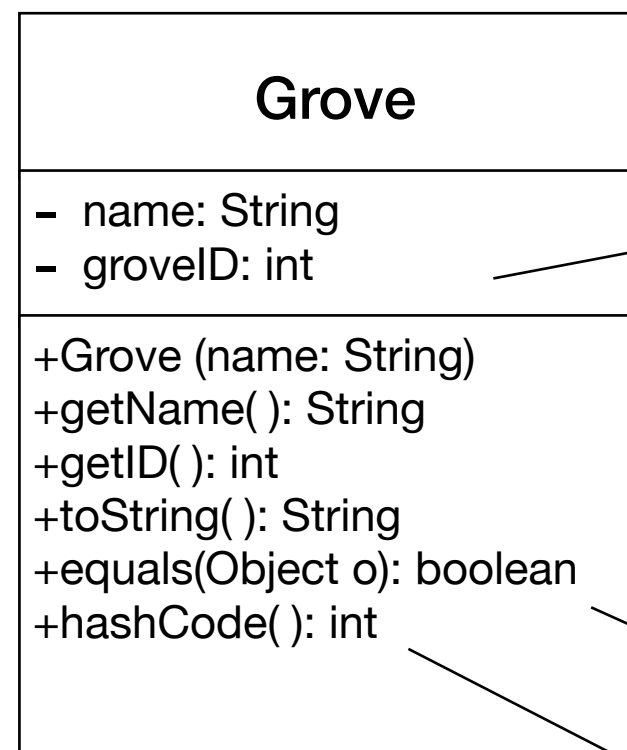 Grove
- name: String
- groveID: int
+Grove (name: String)
+getName( ): String
+getID( ): int
+toString( ): String
+equals(Object o): boolean
+hashCode( ): int